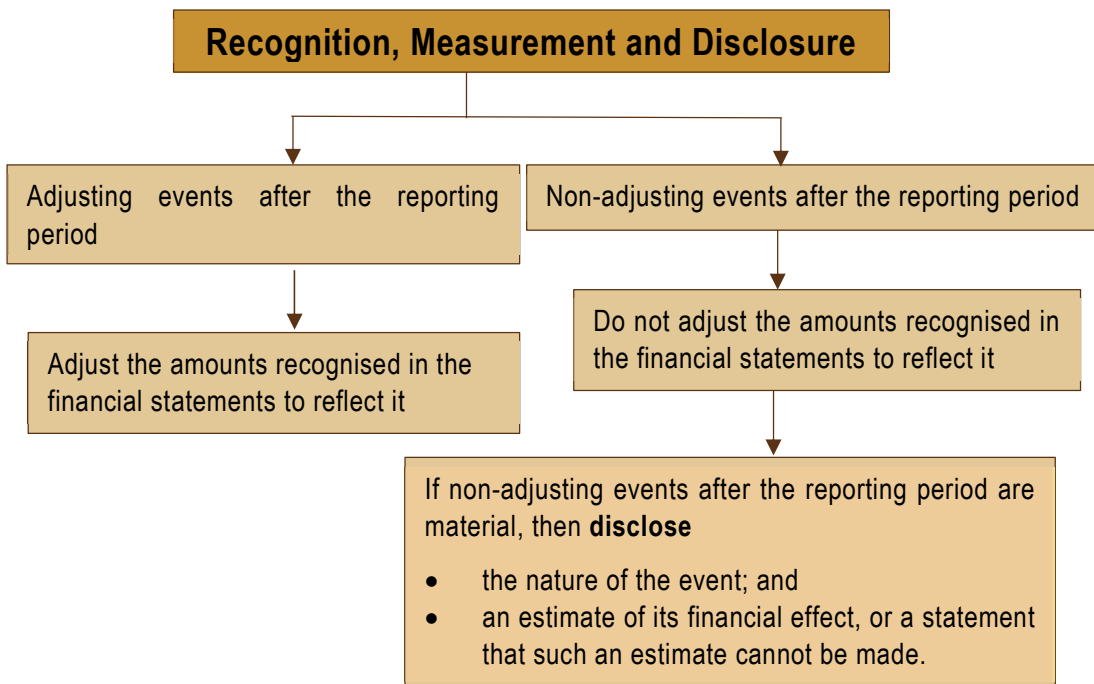 Recognition, Measurement and Disclosure
Adjusting events after the reporting
period
Adjust the amounts recognised in the
financial statements to reflect it
Non-adjusting events after the reporting period
Do not adjust the amounts recognised in
the financial statements to reflect it
If non-adjusting events after the reporting period are
material, then disclose
• the nature of the event; and
• an estimate of its financial effect, or a statement
that such an estimate cannot be made.